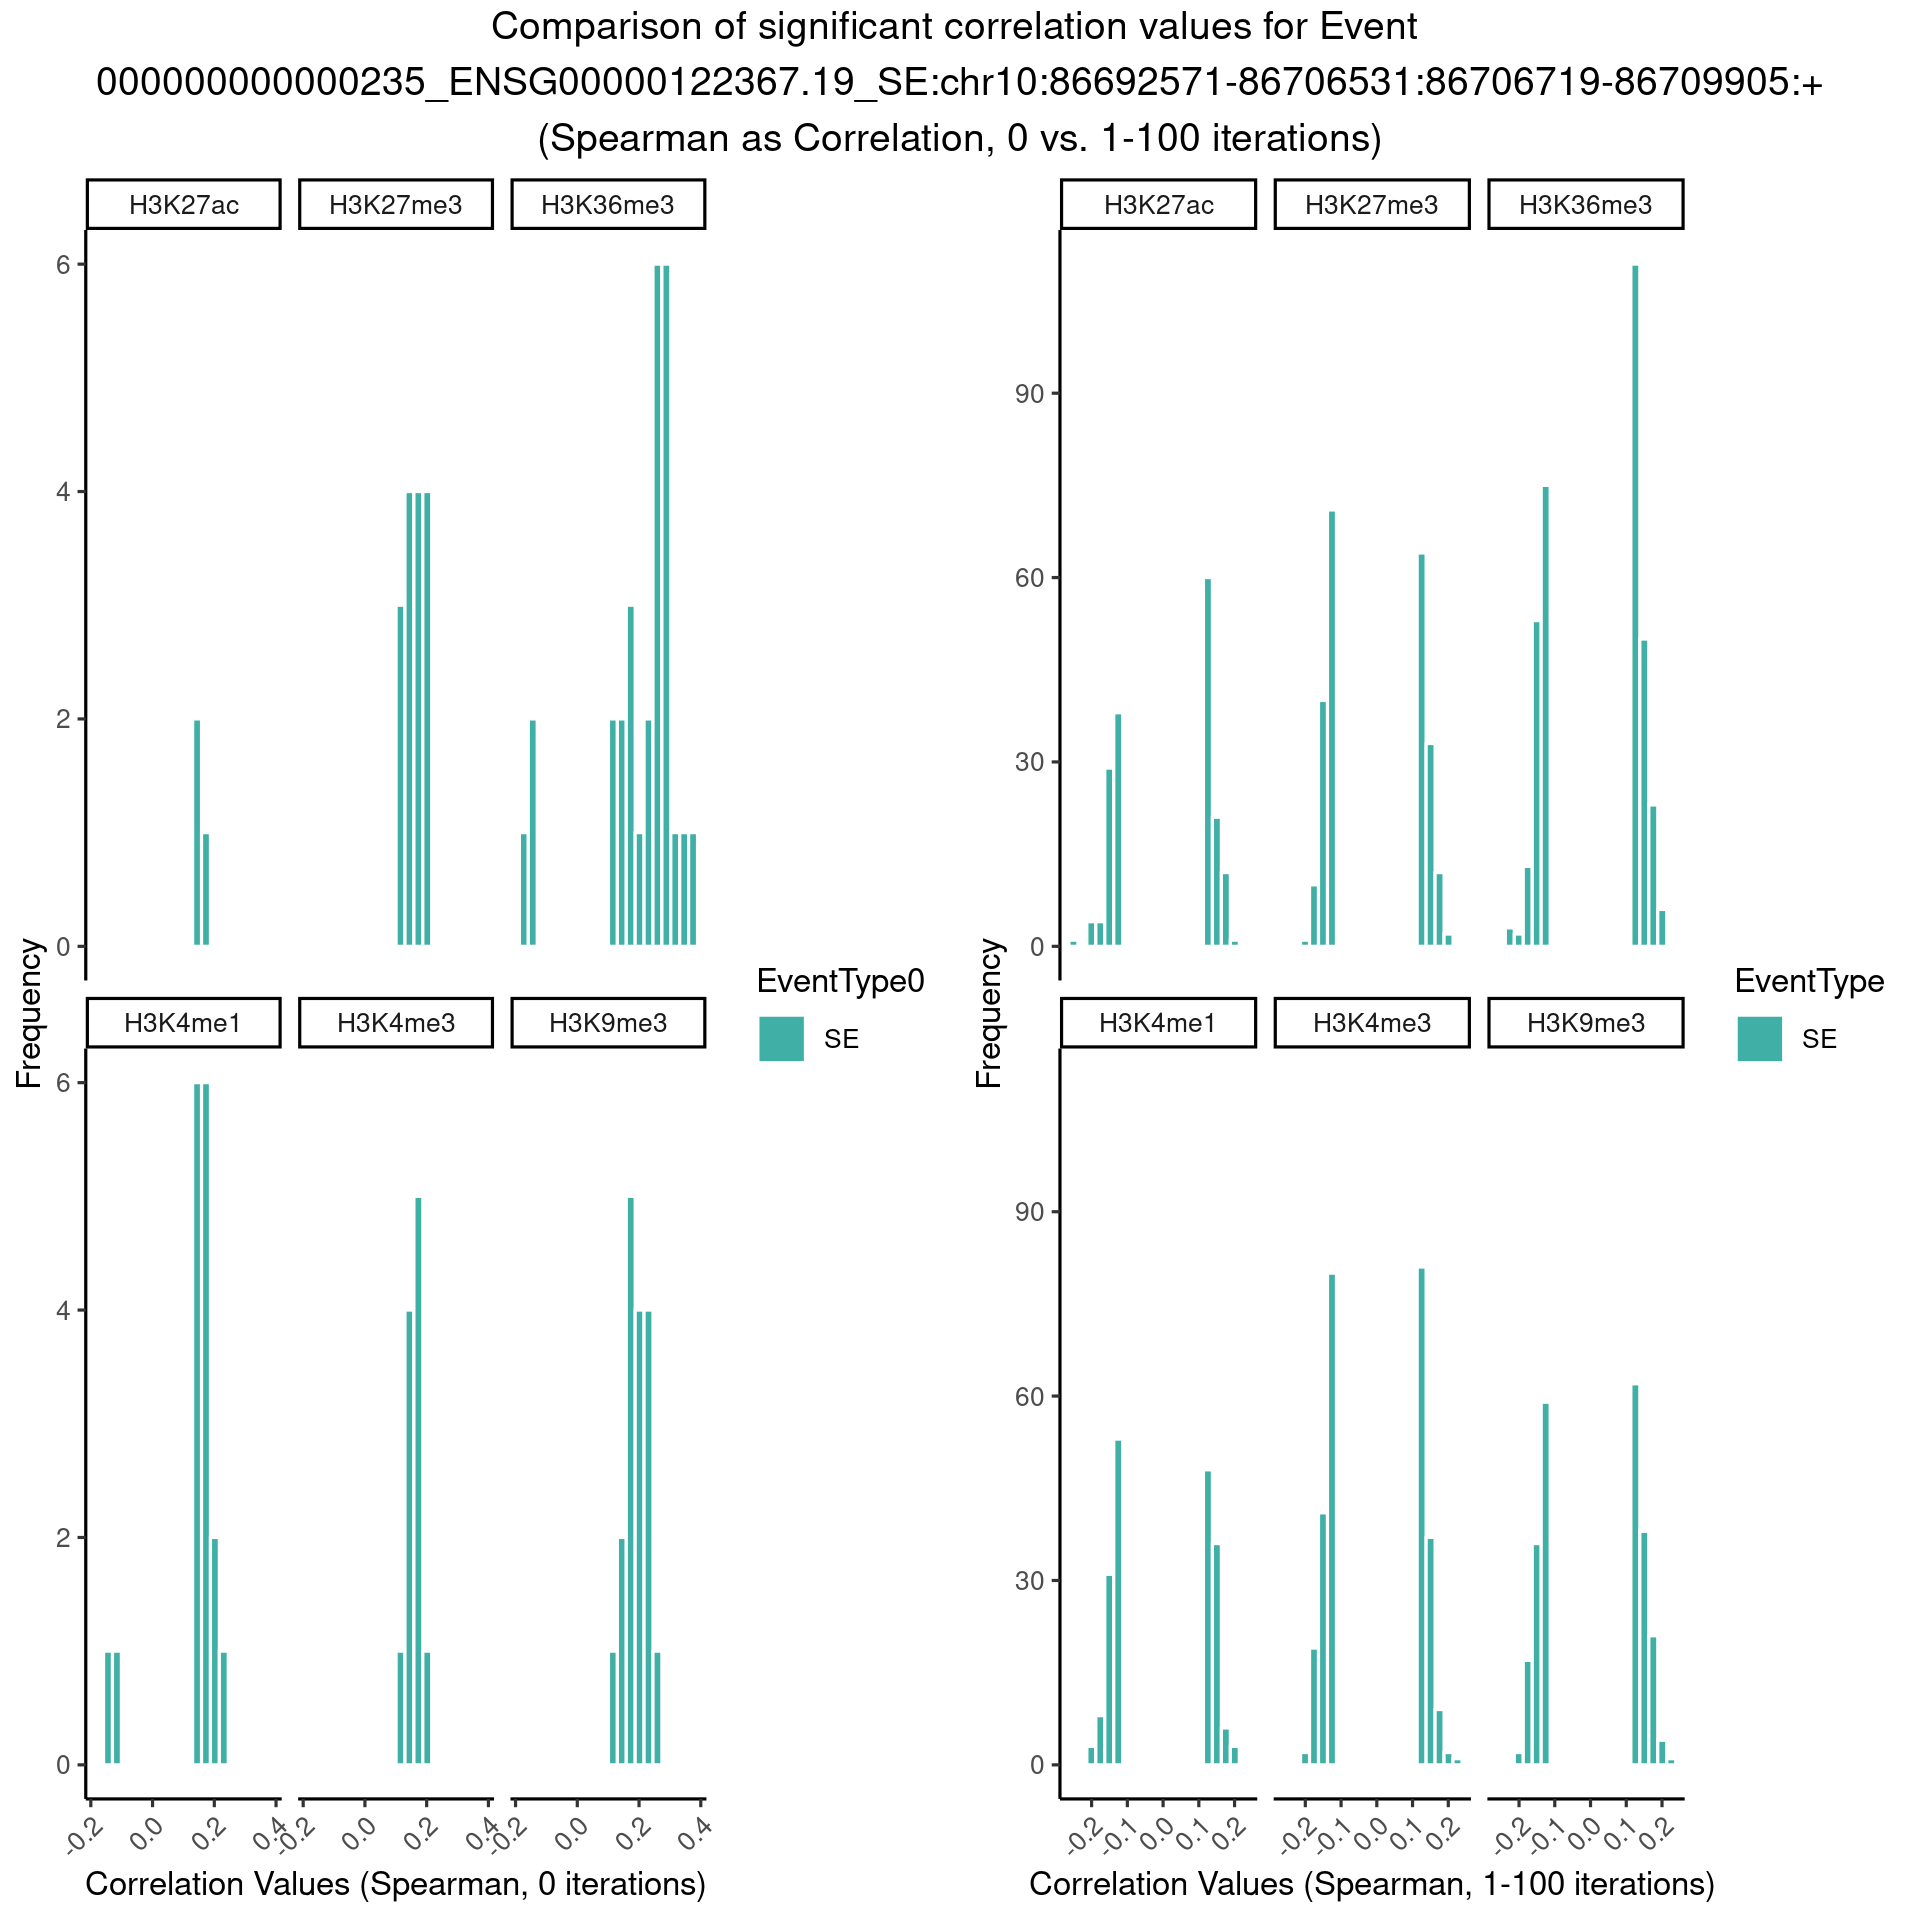 Comparison of significant correlation values for Event
000000000000235_ENSG00000122367.19_SE:chr10:86692571-86706531:86706719-86709905:+
(Spearman as Correlation, 0 vs. 1-100 iterations)
H3K27ac H3K27me3 H3K36me3
6
4
2
0
H3K4me1 H3K4me3 H3K9me3
6
4
2
0
-0.2 0.0 0.2 0.4 -0.2 0.0 0.2 0.4 -0.2 0.0 0.2 0.4
Frequency
Correlation Values (Spearman, 0 iterations)
EventType0
SE
H3K27ac H3K27me3 H3K36me3
90
60
30
0
H3K4me1 H3K4me3 H3K9me3
90
60
30
0
-0.2 -0.1 0.0 0.1 0.2 -0.2 -0.1 0.0 0.1 0.2 -0.2 -0.1 0.0 0.1 0.2
Frequency
Correlation Values (Spearman, 1-100 iterations)
EventType
SE